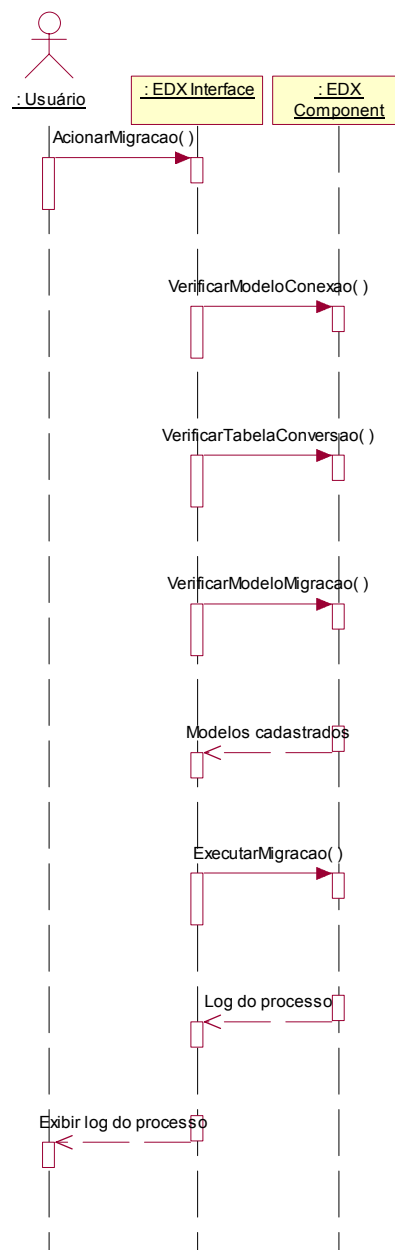 : Usuário
: EDX Interface
: EDX
Component
AcionarMigracao( )
VerificarModeloConexao( )
VerificarTabelaConversao( )
VerificarModeloMigracao( )
Modelos cadastrados
ExecutarMigracao( )
Log do processo
Exibir log do processo